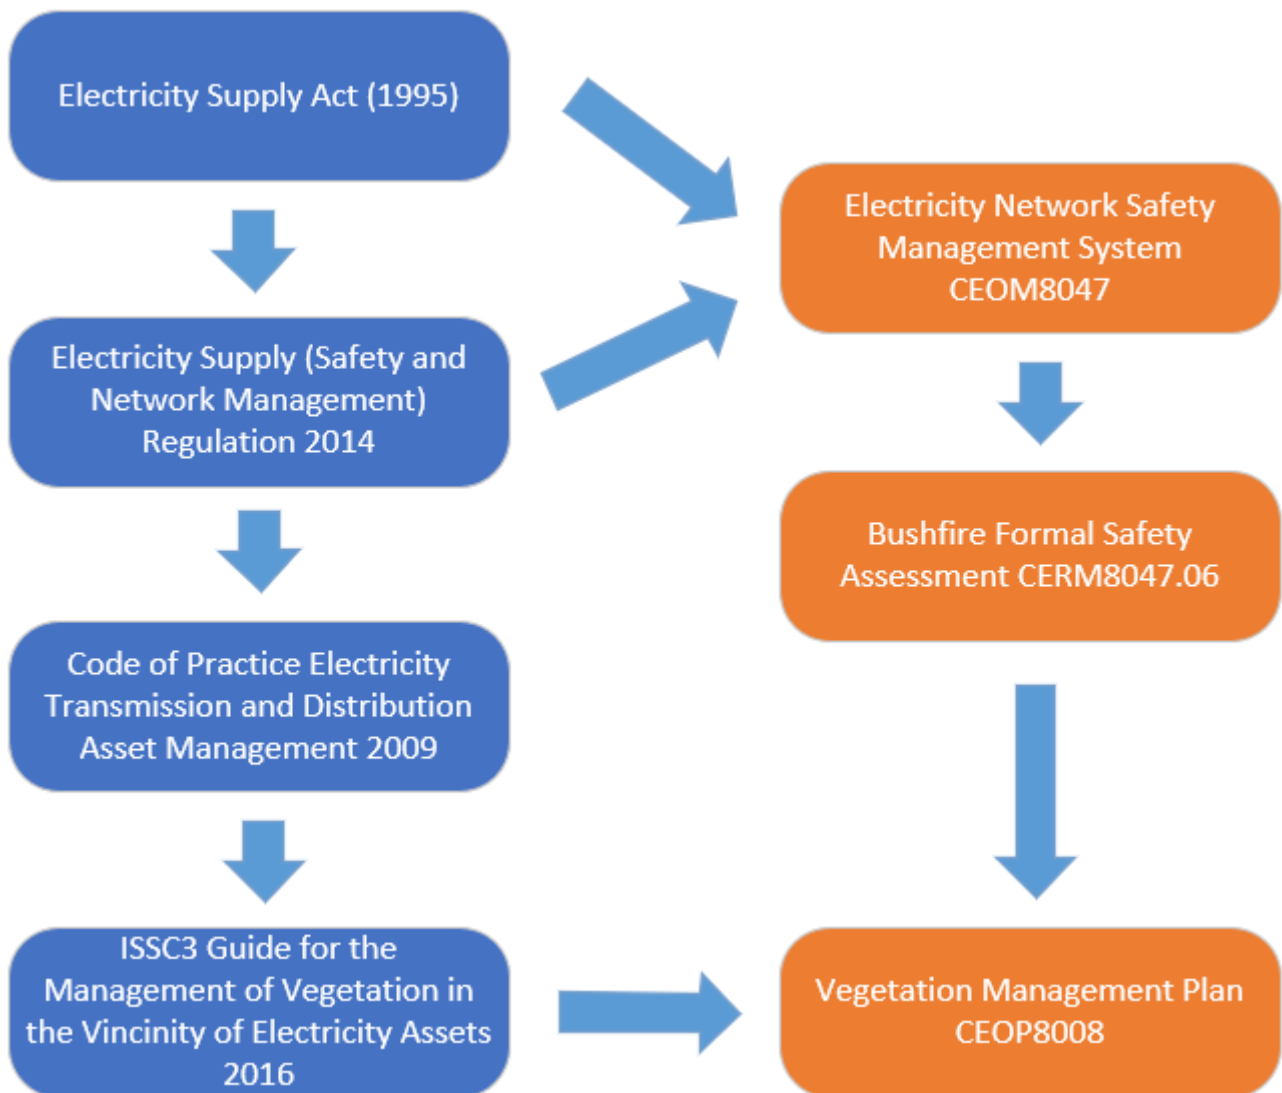 Electricity Supply Act (1995)
Electricity Supply (Safety and
Network Management)
Regulation 2014
Code of Practice Electricity
Transmission and Distribution
Asset Management 2009
ISSC3 Guide for the
Management of Vegetation in
the Vincinity of Electricity Assets
2016
Electricity Network Safety
Management System
CEOM8047
Bushfire Formal Safety
Assessment CERM8047.06
Vegetation Management Plan
CEOP8008